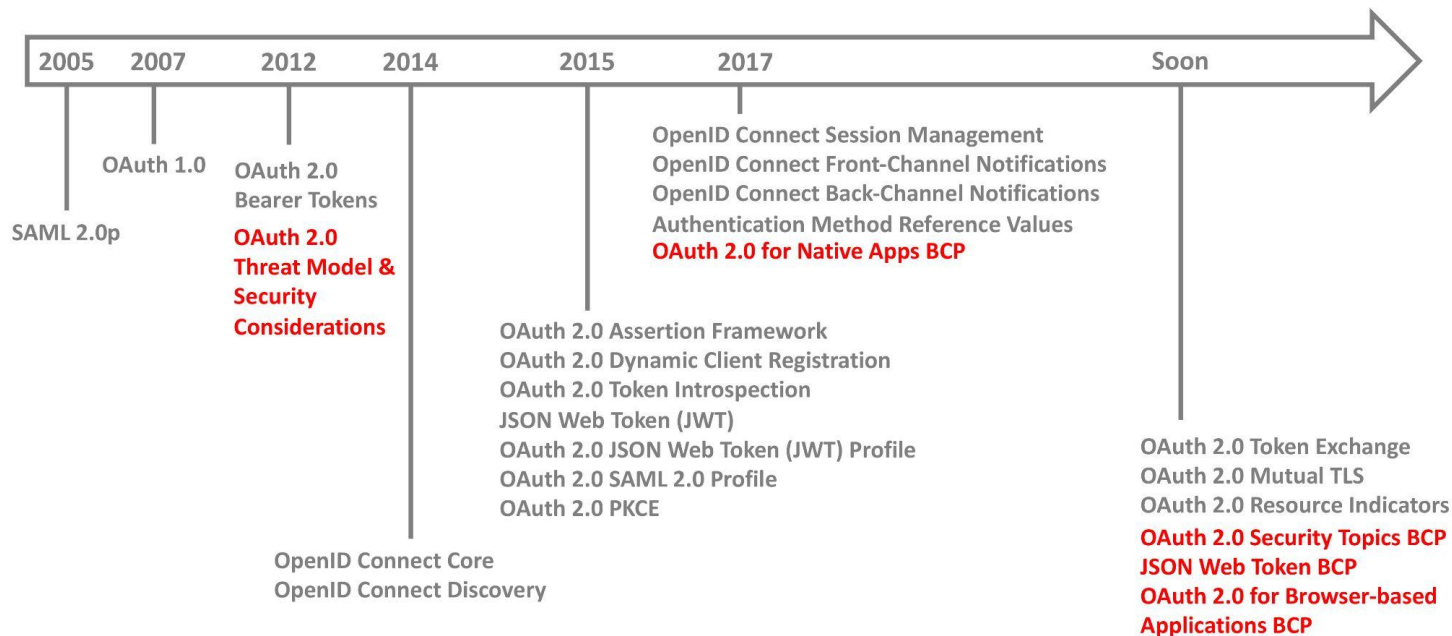 2005 2007 2012 2014 2015 2017 Soon
SAML 2.0p
OAuth 1.0
OAuth 2.0
Bearer Tokens
OAuth 2.0
Threat Model &
Security
Considerations
OpenID Connect Core
OpenID Connect Discovery
OAuth 2.0 Assertion Framework
OAuth 2.0 Dynamic Client Registration
OAuth 2.0 Token Introspection
JSON Web Token (JWT)
OAuth 2.0 JSON Web Token (JWT) Profile
OAuth 2.0 SAML 2.0 Profile
OAuth 2.0 PKCE
OpenID Connect Session Management
OpenID Connect Front-Channel Notifications
OpenID Connect Back-Channel Notifications
Authentication Method Reference Values
OAuth 2.0 for Native Apps BCP
OAuth 2.0 Token Exchange
OAuth 2.0 Mutual TLS
OAuth 2.0 Resource Indicators
OAuth 2.0 Security Topics BCP
JSON Web Token BCP
OAuth 2.0 for Browser-based
Applications BCP